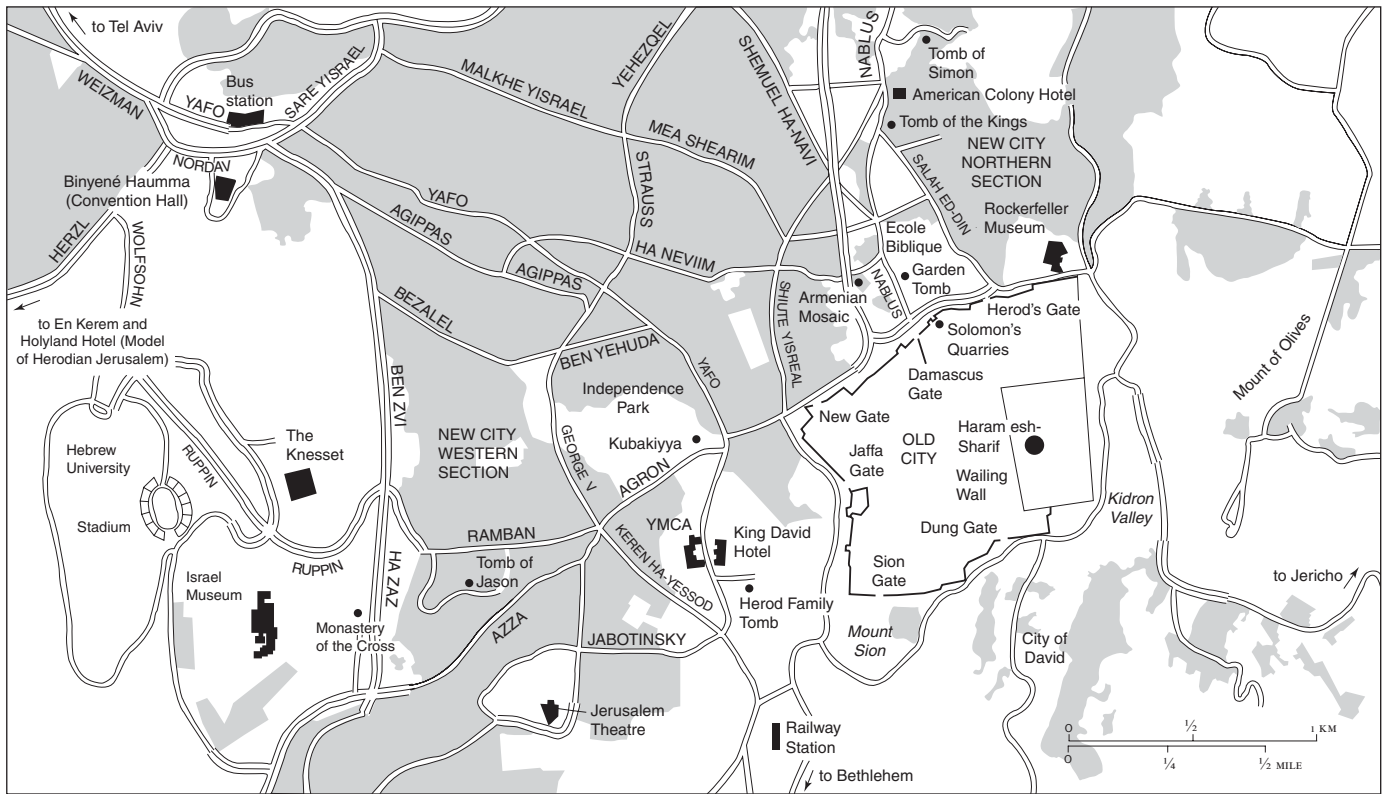 to Tel Aviv
WEIZMAN
YAFO
Bus
station
SARE YISRAEL
MALKHE YISRAEL
YEHEZQEL
SHEMUEL HA-NAVI
NABLUS
Tomb of
Simon
American Colony Hotel
Tomb of the Kings
NEW CITY
NORTHERN
SECTION
MEA SHEARIM
STRAUSS
SALAH ED-DIN
Rockerfeller
Museum
NORDAV
Binyené Haumma
(Convention Hall)
HERZL
WOLFSOHN
YAFO
AGIPPAS
AGIPPAS
HA NEVIIM
Ecole
Biblique
Garden
Tomb
NABLUS
Armenian
Mosaic
SHIUTE YISREAL
Herod's Gate
Solomon's
Quarries
Damascus
Gate
BEZALEL
BEN YEHUDA
YAFO
to En Kerem and
Holyland Hotel (Model
of Herodian Jerusalem)
BEN ZVI
Independence
Park
Kubakiyya
New Gate
Mount of Olives
Hebrew
University
RUPPIN
The
Knesset
NEW CITY
WESTERN
SECTION
GEORGE V
AGRON
Jaffa
Gate
OLD
CITY
Haram esh-
Sharif
Wailing
Wall
Kidron
Valley
Stadium
RAMBAN
YMCA
King David
Hotel
Dung Gate
RUPPIN
HA ZAZ
Tomb of
Jason
KEREN HA-YESSOD
Sion
Gate
to Jericho
Israel
Museum
Monastery
of the Cross
AZZA
Herod Family
Tomb
JABOTINSKY
Mount
Sion
City of
David
Jerusalem
Theatre
Railway
Station
to Bethlehem
0 ½ 1 KM
0 ¼ ½ MILE